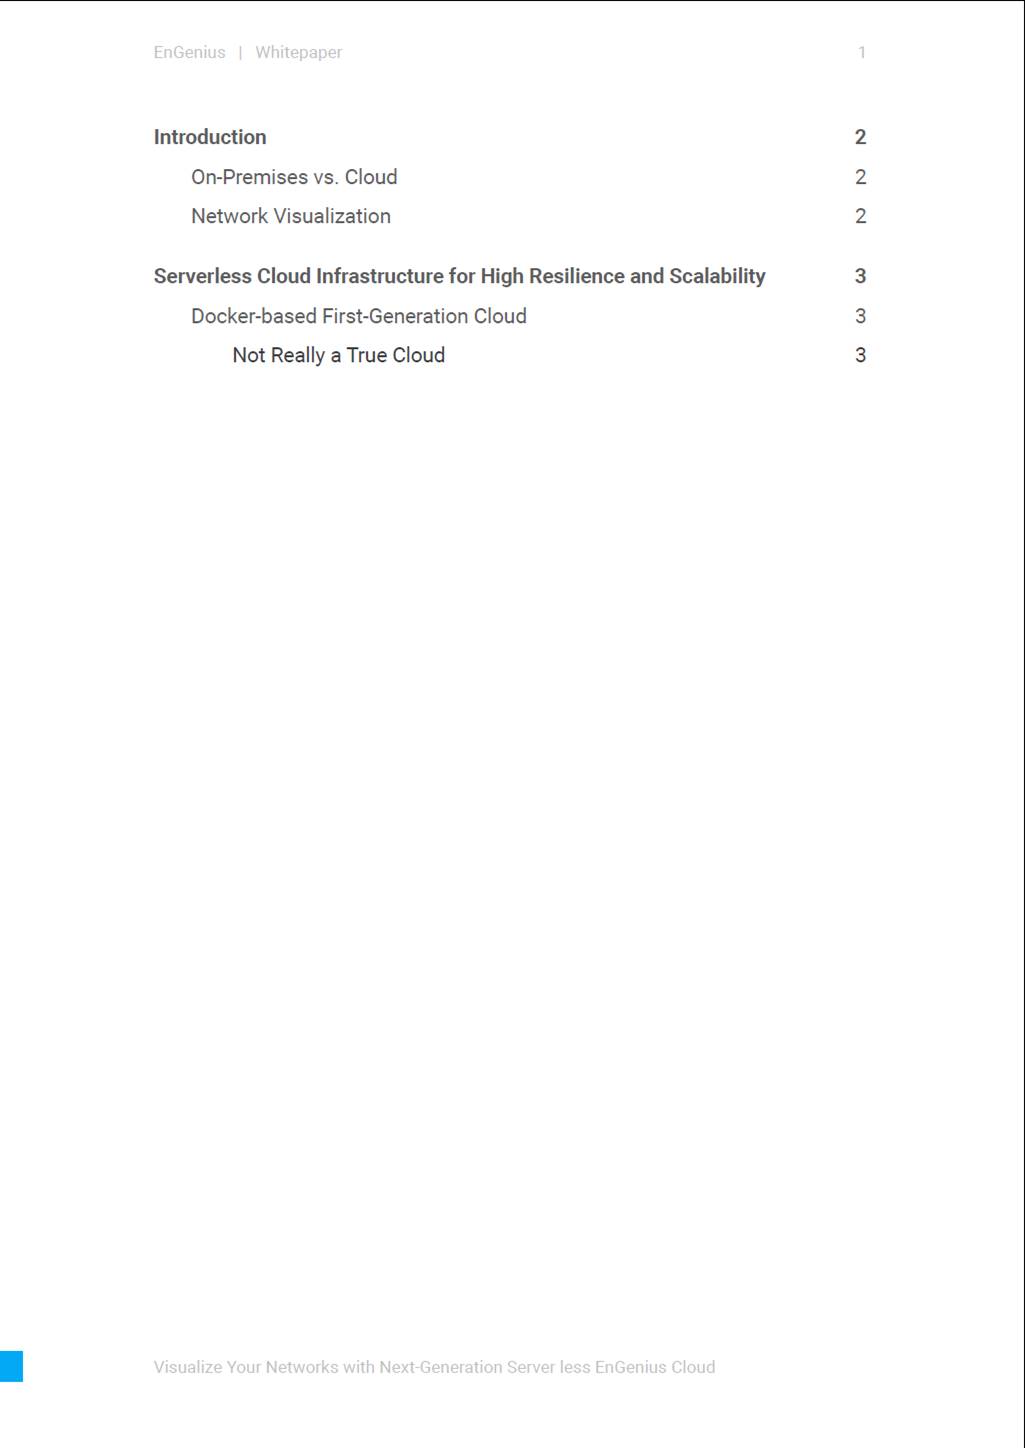 EnGenius | Whitepaper 1
Introduction 2
On-Premises vs. Cloud 2
Network Visualization 2
Serverless Cloud Infrastructure for High Resilience and Scalability 3
Docker-based First-Generation Cloud 3
Not Really a True Cloud 3
Visualize Your Networks with Next-Generation Server less EnGenius Cloud